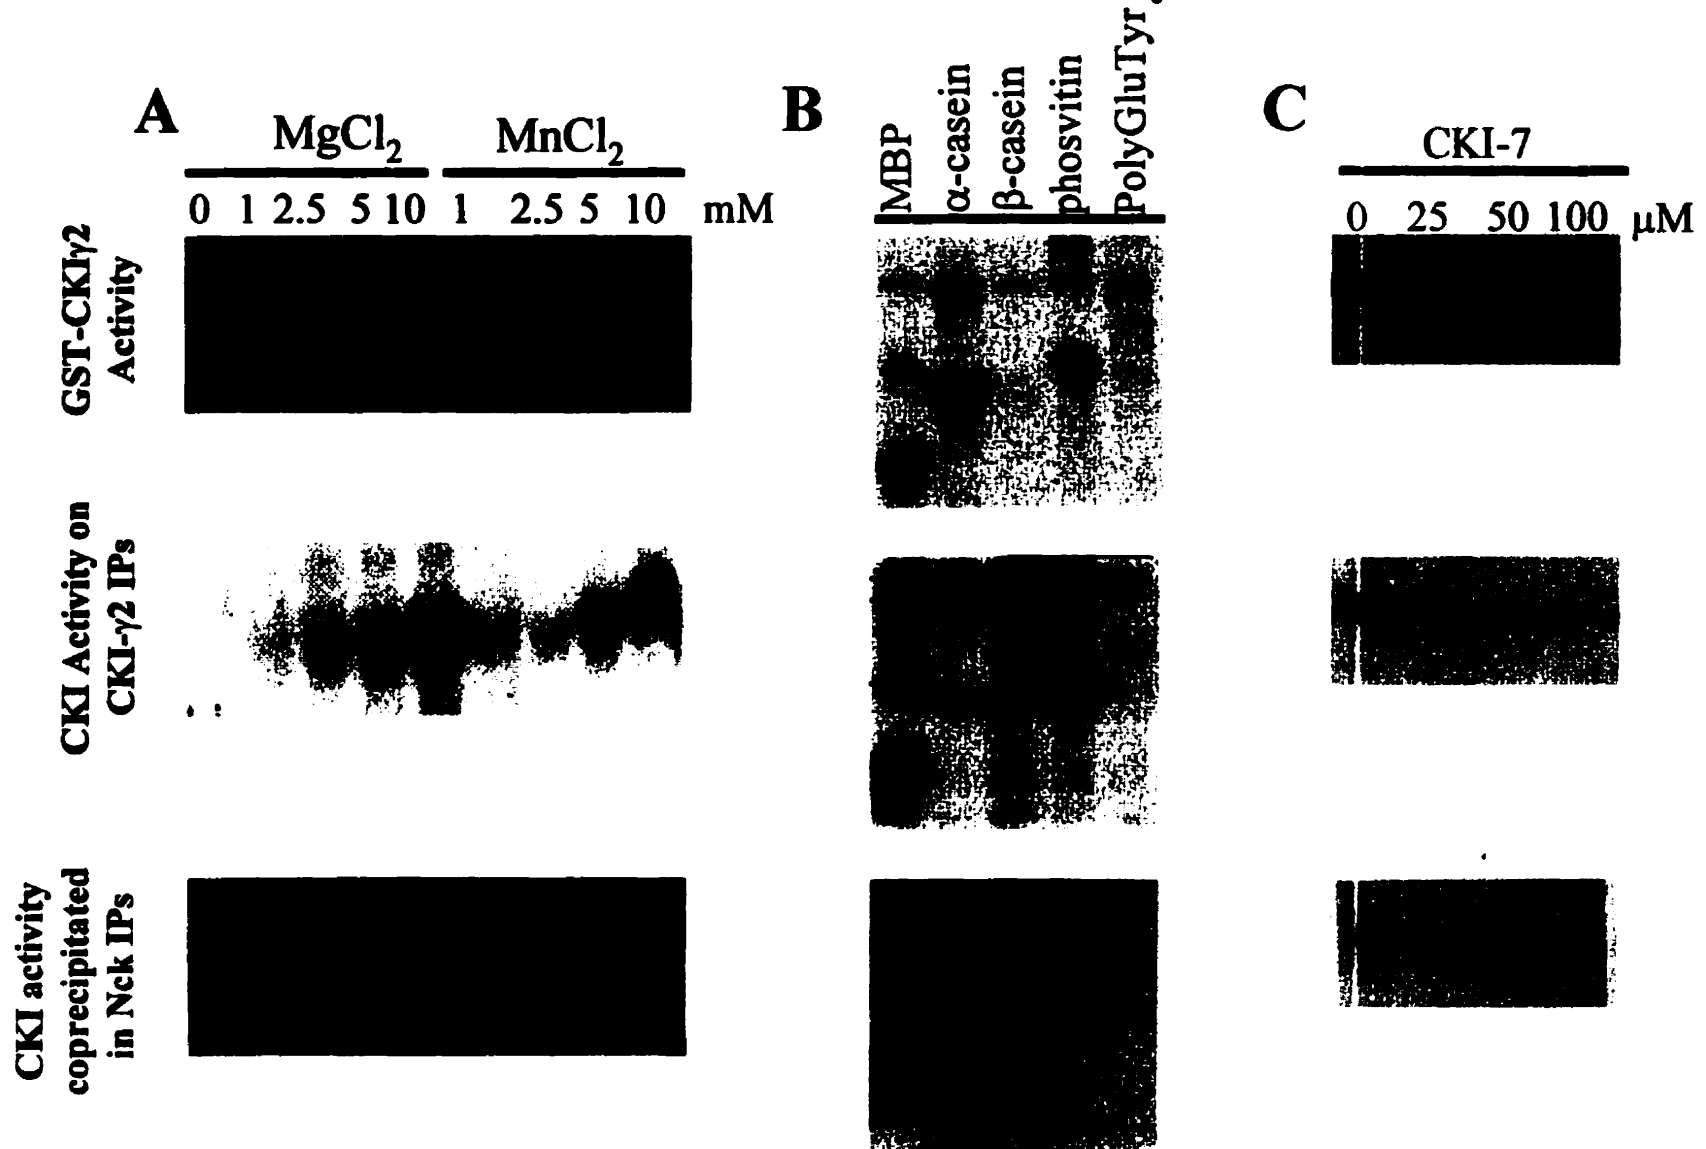 A
MgCl₂ MnCl₂
0 1 2.5 5 10 1 2.5 5 10 mM
GST-CKIγ2
Activity
CKI Activity on
CKI-γ2 IPs
CKI activity
coprecipitated
in Nck IPs
B
MBP
α-casein
β-casein
phosvitin
PolyGluTyr
C
CKI-7
0 25 50 100 μM